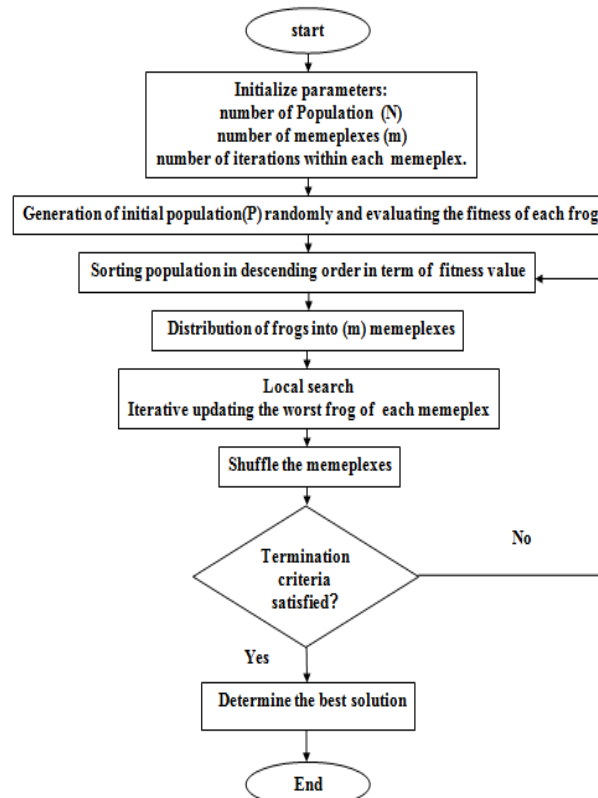 start
Initialize parameters:
number of Population (N)
number of memeplexes (m)
number of iterations within each memeplex.
Generation of initial population(P) randomly and evaluating the fitness of each frog
Sorting population in descending order in term of fitness value
Distribution of frogs into (m) memeplexes
Local search
Iterative updating the worst frog of each memeplex
Shuffle the memeplexes
No
Termination
criteria
satisfied?
Yes
Determine the best solution
End